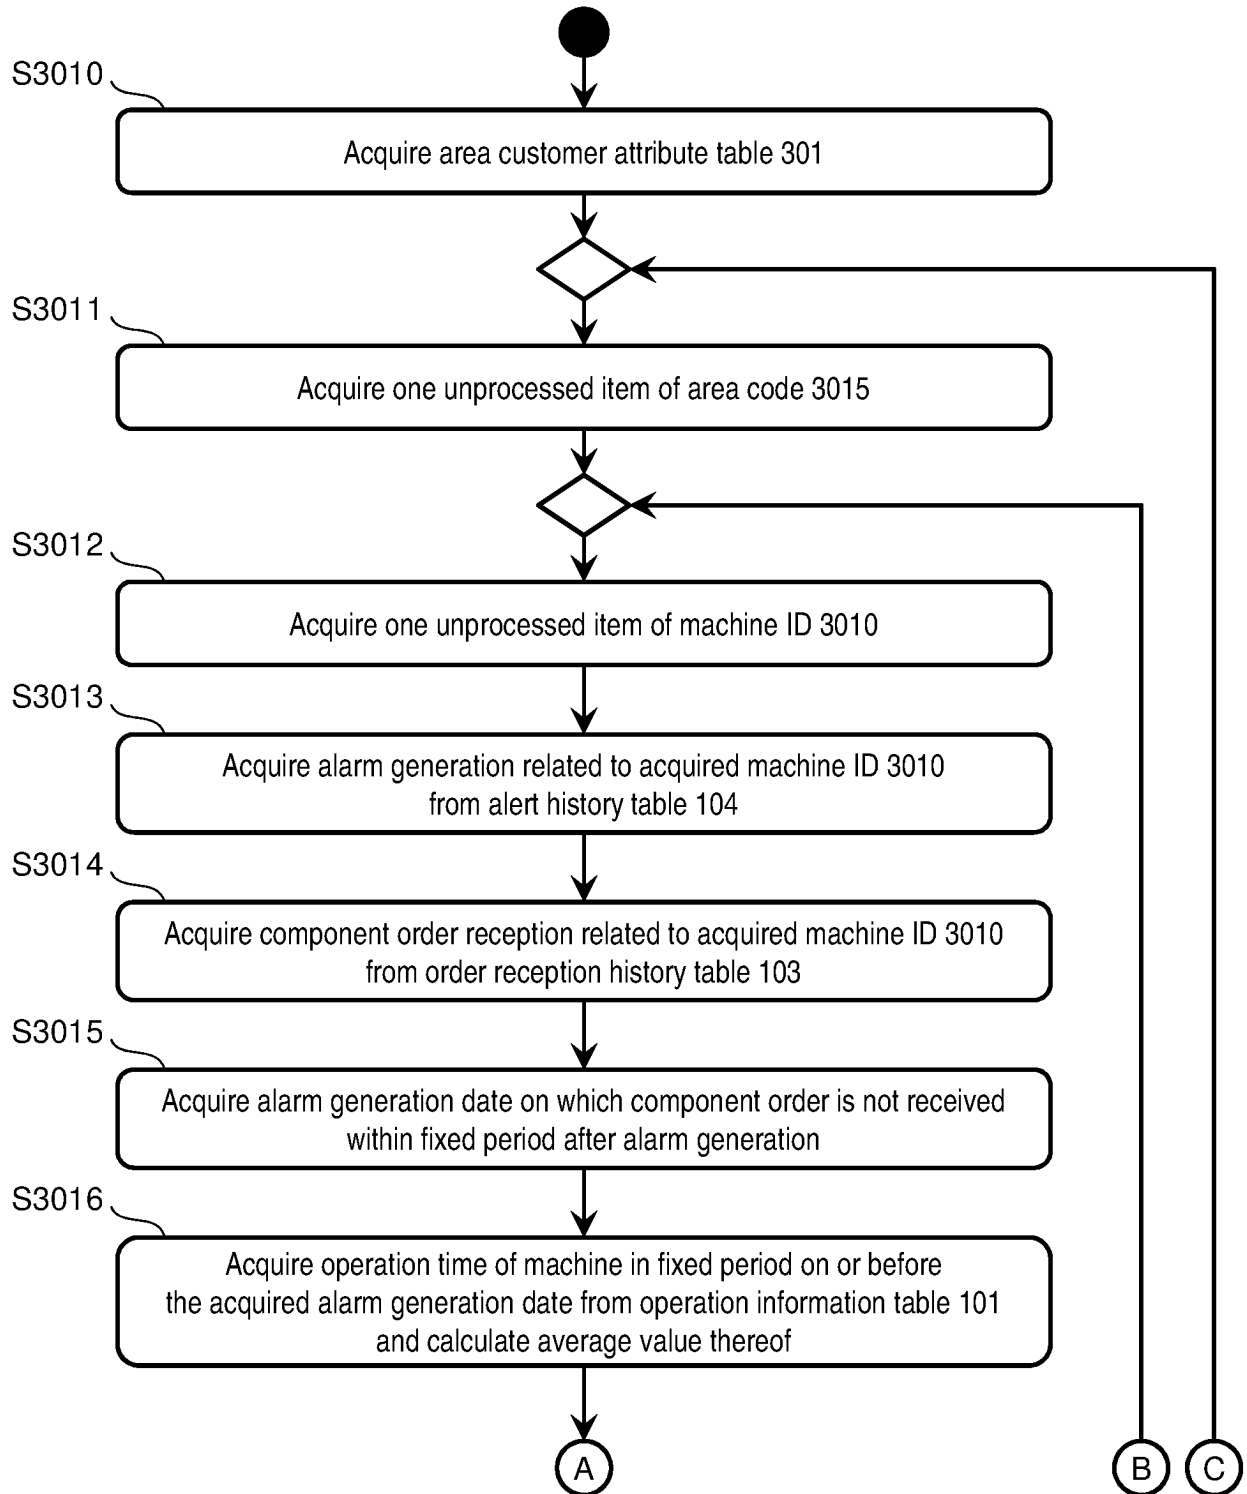 S3010
Acquire area customer attribute table 301
S3011
Acquire one unprocessed item of area code 3015
S3012
Acquire one unprocessed item of machine ID 3010
S3013
Acquire alarm generation related to acquired machine ID 3010
from alert history table 104
S3014
Acquire component order reception related to acquired machine ID 3010
from order reception history table 103
S3015
Acquire alarm generation date on which component order is not received
within fixed period after alarm generation
S3016
Acquire operation time of machine in fixed period on or before
the acquired alarm generation date from operation information table 101
and calculate average value thereof
A
B
C